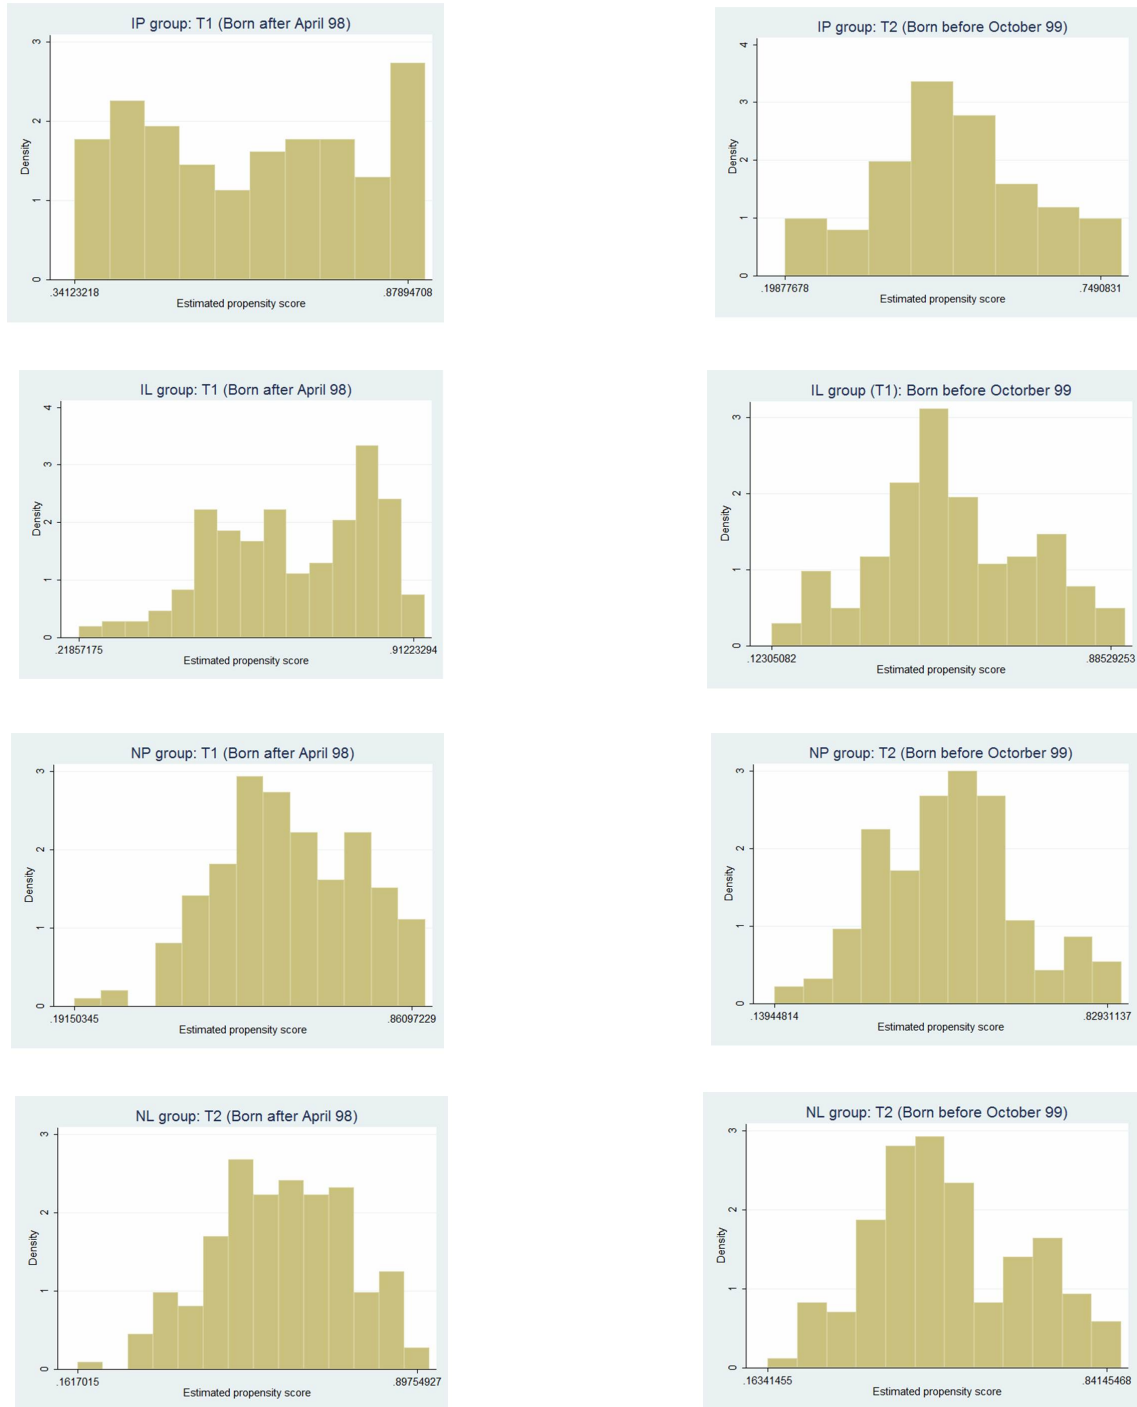 IP group: T1 (Born after April 98)
3
2
1
0
Density
.34123218
.87894708
Estimated propensity score
IP group: T2 (Born before October 99)
4
3
2
1
0
Density
.19877678
.7490831
Estimated propensity score
IL group: T1 (Born after April 98)
4
3
2
1
0
Density
.21857175
.91223294
Estimated propensity score
IL group (T1): Born before Octorber 99
3
2
1
0
Density
.12305082
.88529253
Estimated propensity score
NP group: T1 (Born after April 98)
3
2
1
0
Density
.19150345
.86097229
Estimated propensity score
NP group: T2 (Born before Octorber 99)
3
2
1
0
Density
.13944814
.82931137
Estimated propensity score
NL group: T2 (Born after April 98)
3
2
1
0
Density
.1617015
.89754927
Estimated propensity score
NL group: T2 (Born before October 99)
3
2
1
0
Density
.16341455
.84145468
Estimated propensity score